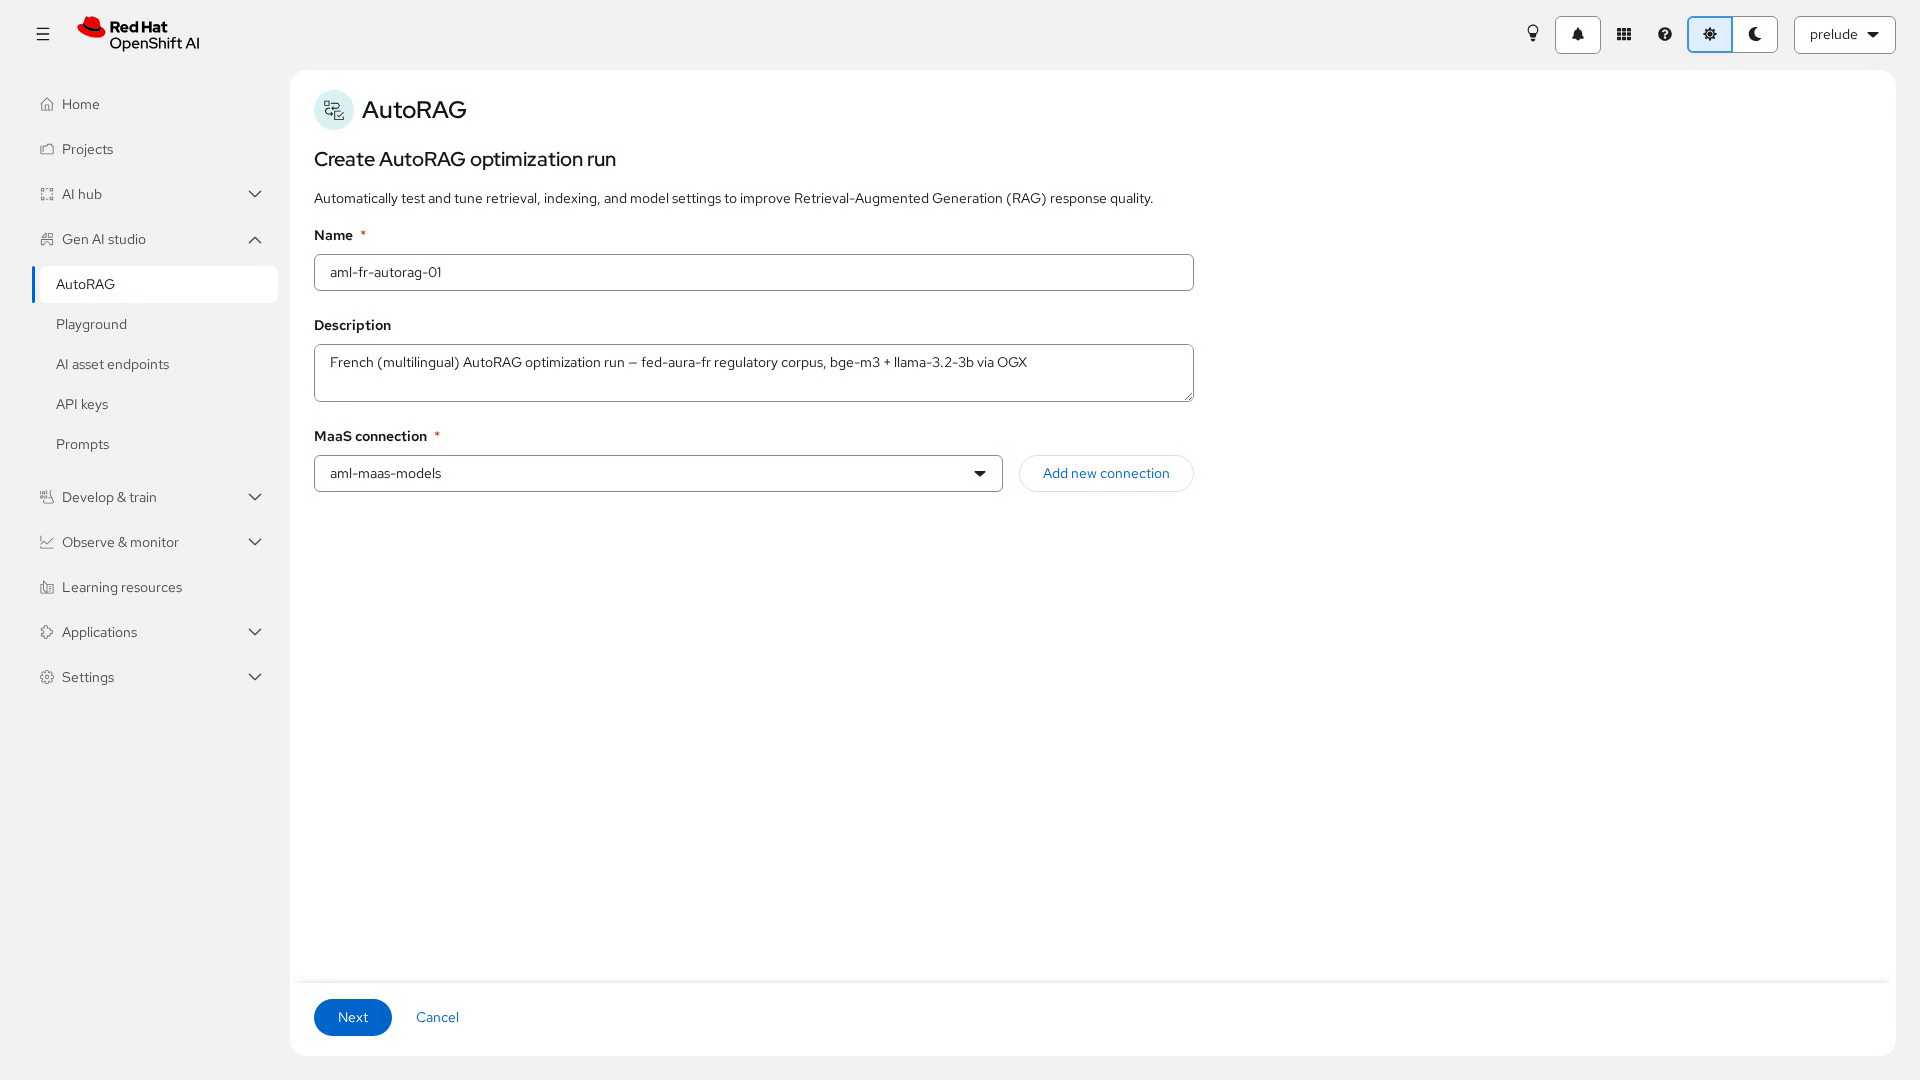 Red Hat
OpenShift AI
prelude
Home
Projects
AI hub
Gen AI studio
AutoRAG
Playground
AI asset endpoints
API keys
Prompts
Develop & train
Observe & monitor
Learning resources
Applications
Settings
AutoRAG
Create AutoRAG optimization run
Automatically test and tune retrieval, indexing, and model settings to improve Retrieval-Augmented Generation (RAG) response quality.
Name *
aml-fr-autorag-01
Description
French (multilingual) AutoRAG optimization run — fed-aura-fr regulatory corpus, bge-m3 + llama-3.2-3b via OGX
MaaS connection *
aml-maas-models
Add new connection
Next
Cancel